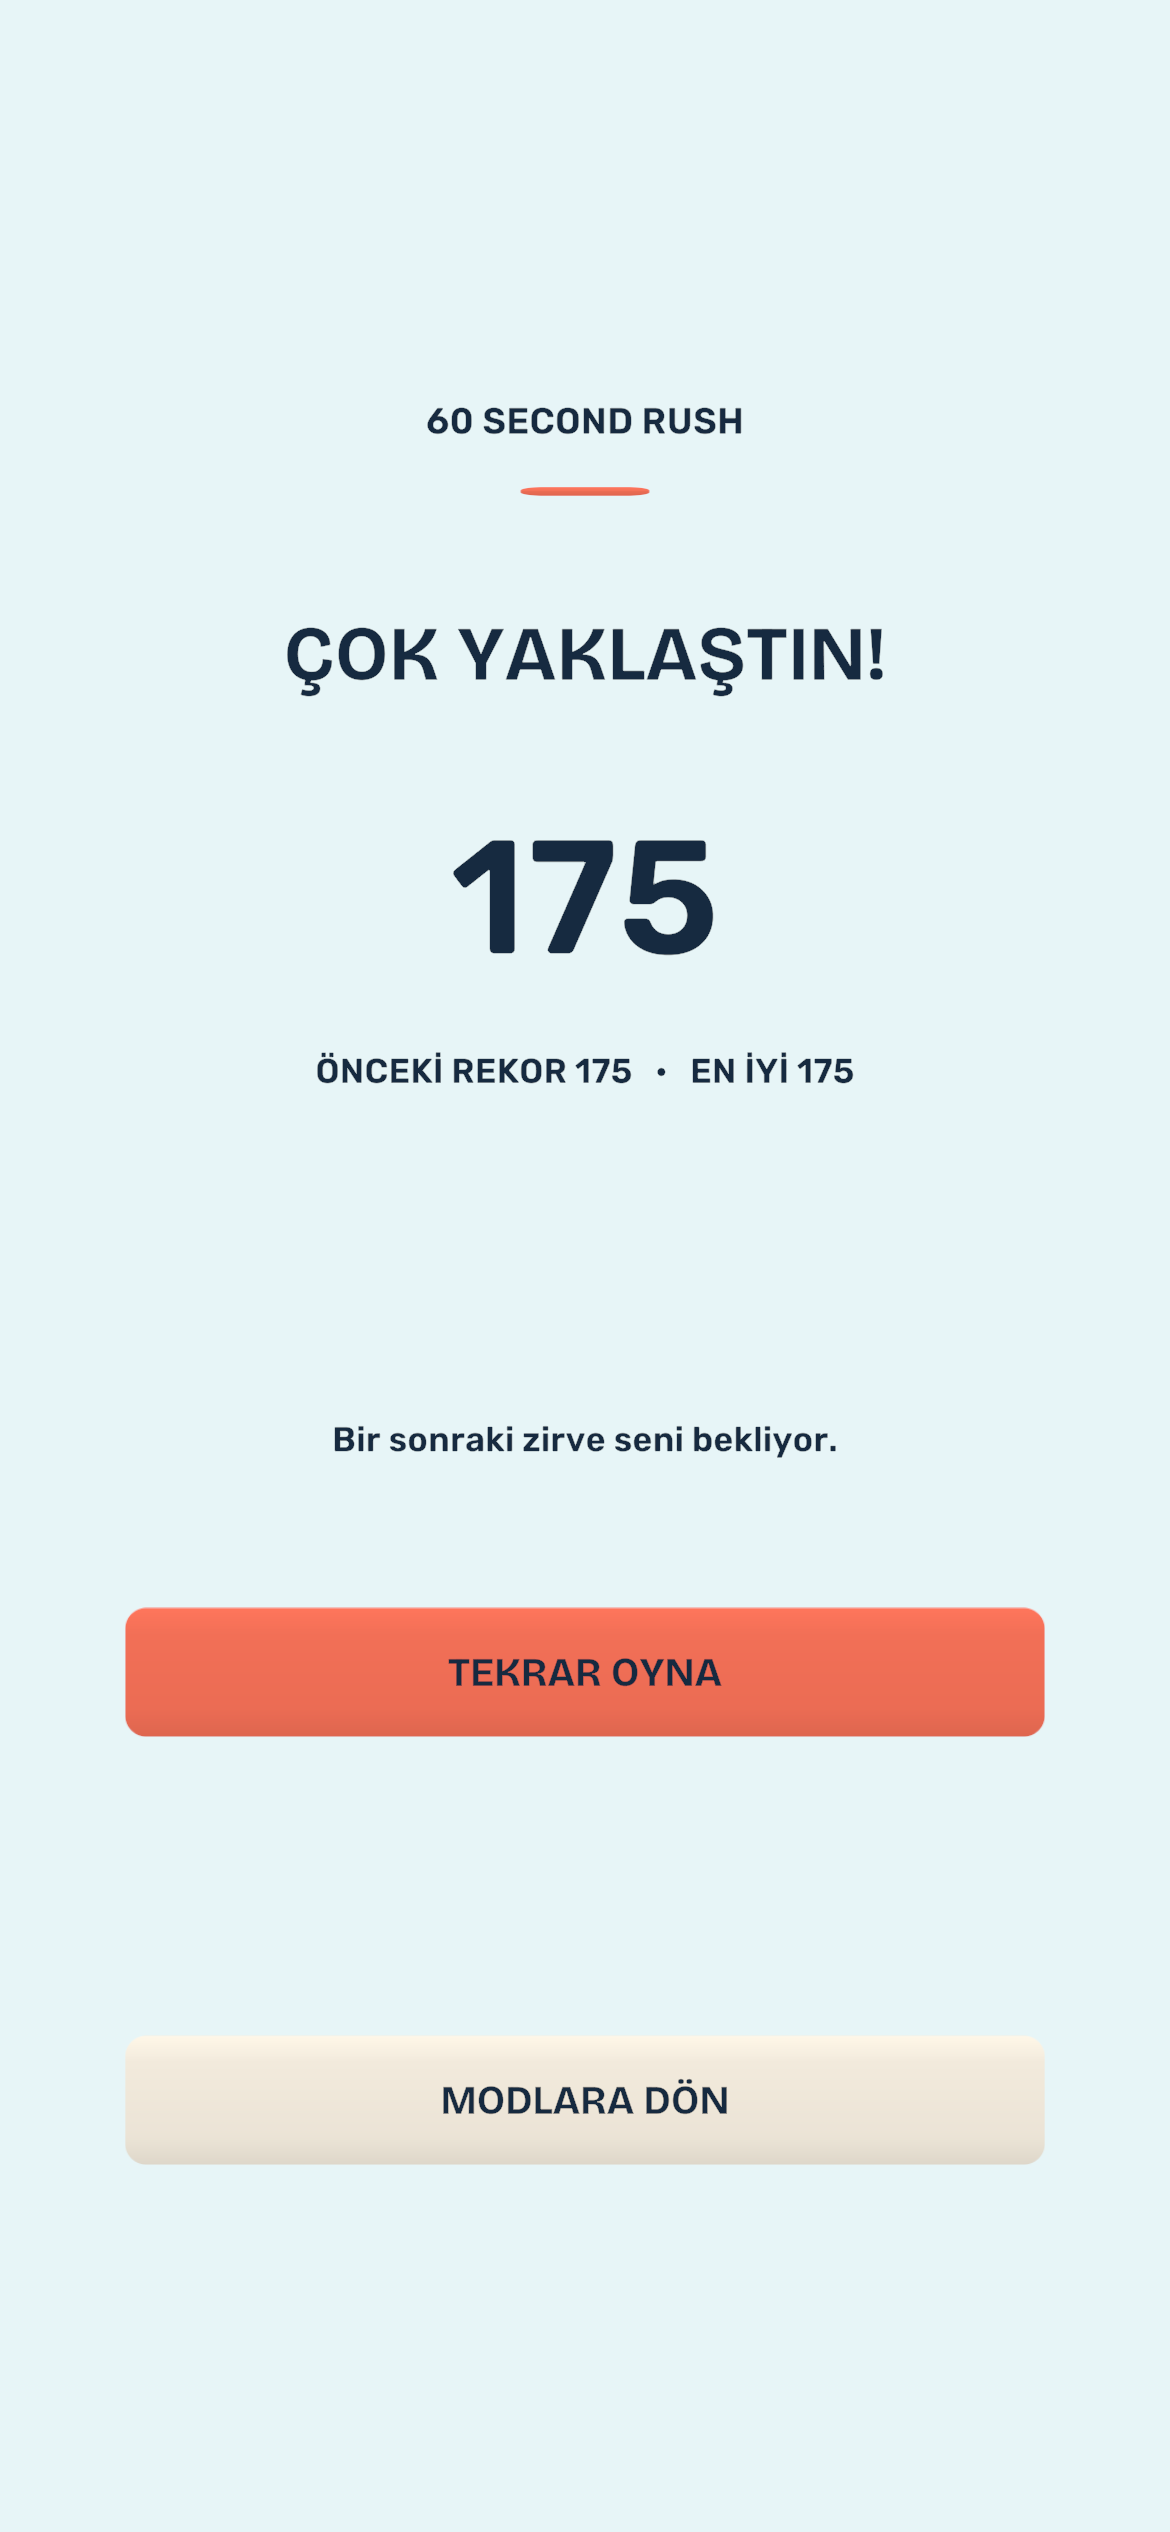 60 SECOND RUSH
ÇOK YAKLAŞTIN!
175
ÖNCEKİ REKOR 175 · EN İYİ 175
Bir sonraki zirve seni bekliyor.
TEKRAR OYNA
MODLARA DÖN